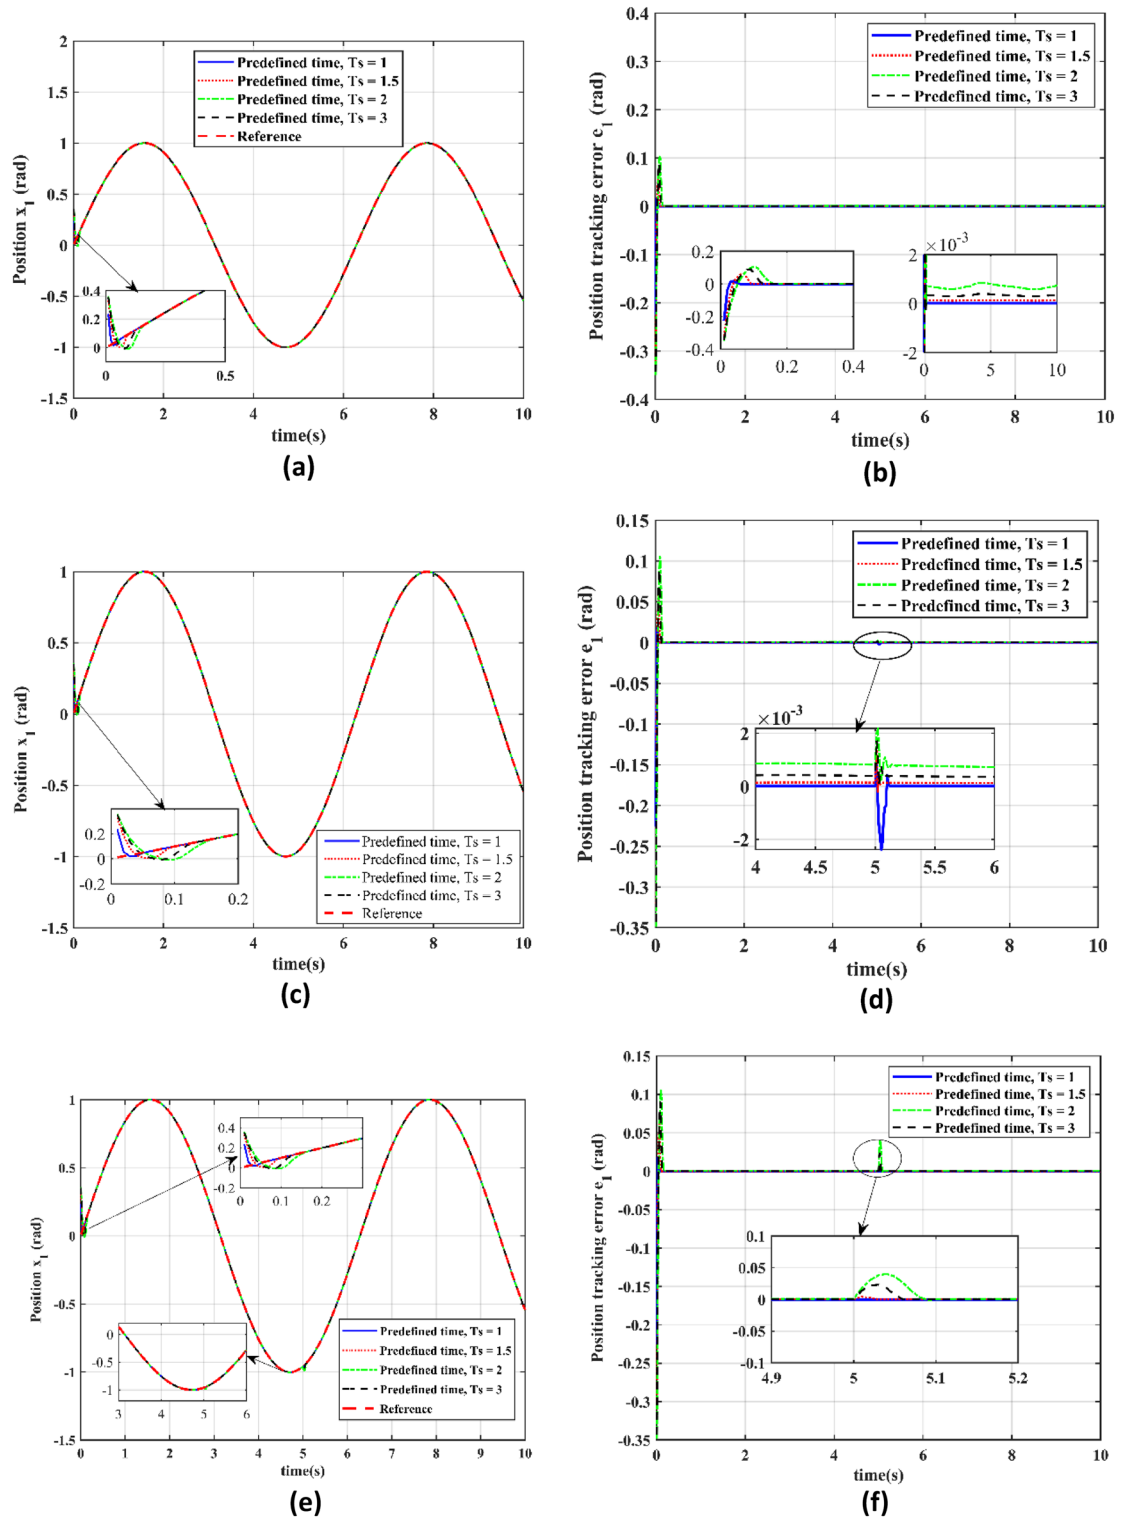 2
1.5
1
0.5
0
-0.5
-1
-1.5
Position x1 (rad)
Predefined time, Ts = 1
Predefined time, Ts = 1.5
Predefined time, Ts = 2
Predefined time, Ts = 3
Reference
0.4
0.2
0
0
0.5
0 2 4 6 8 10
time(s)
(a)
0.4
0.3
0.2
0.1
0
-0.1
-0.2
-0.3
-0.4
Position tracking error e1 (rad)
Predefined time, Ts = 1
Predefined time, Ts = 1.5
Predefined time, Ts = 2
Predefined time, Ts = 3
0.2
0
-0.2
-0.4
0 0.2 0.4
×10-3
2
0
-2
0 5 10
0 2 4 6 8 10
time(s)
(b)
1
0.5
0
-0.5
-1
-1.5
Position x1 (rad)
0.2
0
-0.2
0 0.1 0.2
Predefined time, Ts = 1
Predefined time, Ts = 1.5
Predefined time, Ts = 2
Predefined time, Ts = 3
Reference
0 2 4 6 8 10
time(s)
(c)
0.15
0.1
0.05
0
-0.05
-0.1
-0.15
-0.2
-0.25
-0.3
-0.35
Position tracking error e1 (rad)
Predefined time, Ts = 1
Predefined time, Ts = 1.5
Predefined time, Ts = 2
Predefined time, Ts = 3
×10-3
2
0
-2
4 4.5 5 5.5 6
0 2 4 6 8 10
time(s)
(d)
1
0.5
0
-0.5
-1
-1.5
Position x1 (rad)
0.4
0.2
0
-0.2
0 0.1 0.2
0
-0.5
-1
3 4 5 6
Predefined time, Ts = 1
Predefined time, Ts = 1.5
Predefined time, Ts = 2
Predefined time, Ts = 3
Reference
0 1 2 3 4 5 6 7 8 9 10
time(s)
(e)
0.15
0.1
0.05
0
-0.05
-0.1
-0.15
-0.2
-0.25
-0.3
-0.35
Position tracking error e1 (rad)
Predefined time, Ts = 1
Predefined time, Ts = 1.5
Predefined time, Ts = 2
Predefined time, Ts = 3
0.1
0.05
0
-0.05
-0.1
4.9 5 5.1 5.2
0 2 4 6 8 10
time(s)
(f)